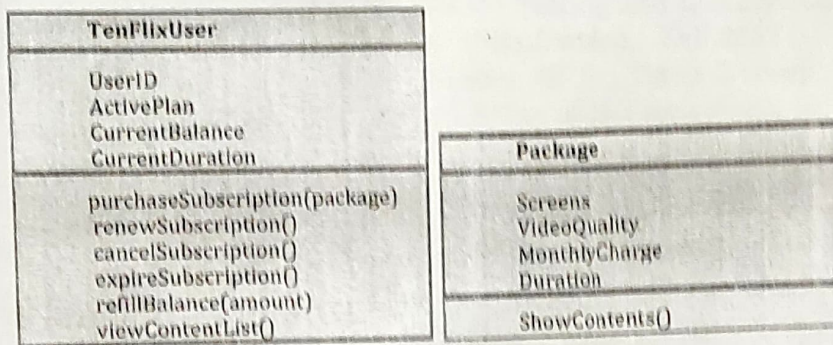 TenFlixUser
UserID
ActivePlan
CurrentBalance
CurrentDuration
purchaseSubscription(package)
renewSubscription()
cancelSubscription()
expireSubscription()
refillBalance(amount)
viewContentList()
Package
Screens
VideoQuality
MonthlyCharge
Duration
ShowContents()